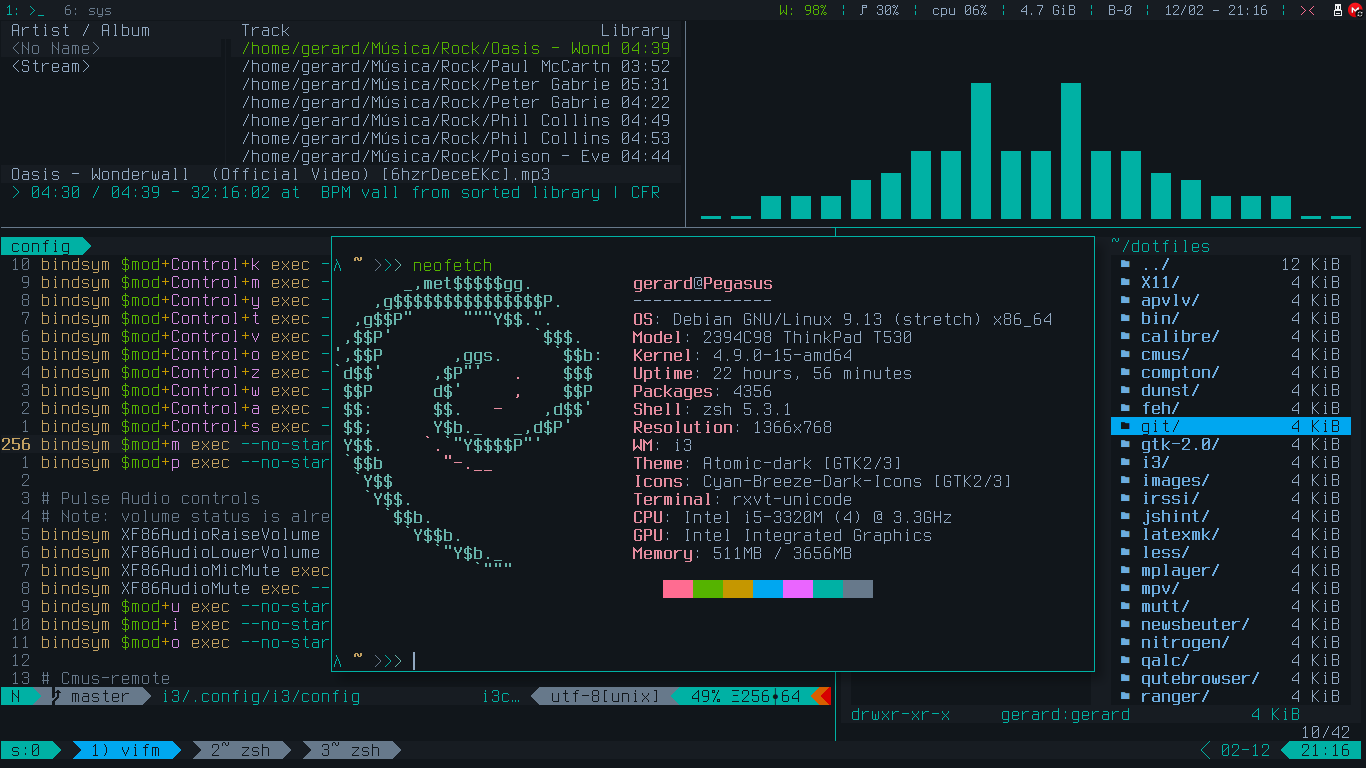 1: >_ 6: sys W: 98% ¦ 30% ¦ cpu 06% ¦ 4.7 GiB ¦ B-0 ¦ 12/02 - 21:16 ¦ ><
Artist / Album Track Library
<No Name> /home/gerard/Música/Rock/Oasis - Wond 04:39
<Stream> /home/gerard/Música/Rock/Paul McCartn 03:52
/home/gerard/Música/Rock/Peter Gabrie 05:31
/home/gerard/Música/Rock/Peter Gabrie 04:22
/home/gerard/Música/Rock/Phil Collins 04:49
/home/gerard/Música/Rock/Phil Collins 04:53
/home/gerard/Música/Rock/Poison - Eve 04:44
Oasis - Wonderwall (Official Video) [6hzrDeceEKc].mp3
> 04:30 / 04:39 - 32:16:02 at BPM vall from sorted library | CFR
config
10 bindsym $mod+Control+k exec -
9 bindsym $mod+Control+m exec -
8 bindsym $mod+Control+y exec -
7 bindsym $mod+Control+t exec -
6 bindsym $mod+Control+v exec -
5 bindsym $mod+Control+o exec -
4 bindsym $mod+Control+z exec -
3 bindsym $mod+Control+w exec -
2 bindsym $mod+Control+a exec -
1 bindsym $mod+Control+s exec -
256 bindsym $mod+m exec --no-star
1 bindsym $mod+p exec --no-star
2
3 # Pulse Audio controls
4 # Note: volume status is alre
5 bindsym XF86AudioRaiseVolume
6 bindsym XF86AudioLowerVolume
7 bindsym XF86AudioMicMute exec
8 bindsym XF86AudioMute exec --
9 bindsym $mod+u exec --no-star
10 bindsym $mod+i exec --no-star
11 bindsym $mod+o exec --no-star
12
13 # Cmus-remote
N master i3/.config/i3/config i3c… utf-8[unix] 49% Ξ256 64
λ ~ >>> neofetch
_,met$$$$$gg.
,g$$$$$$$$$$$$$$$P.
,g$$P" """Y$$.".
,$$P' `$$$.
',$$P ,ggs. `$$b:
`d$$' ,$P"' . $$$
$$P d$' , $$P
$$: $$. - ,d$$'
$$; Y$b._ _,d$P'
Y$$. `.`"Y$$$$P"'
`$$b "-.__
`Y$$
`Y$$.
`$$b.
`Y$$b.
`"Y$b._
`"""
gerard@Pegasus
--------------
OS: Debian GNU/Linux 9.13 (stretch) x86_64
Model: 2394C98 ThinkPad T530
Kernel: 4.9.0-15-amd64
Uptime: 22 hours, 56 minutes
Packages: 4356
Shell: zsh 5.3.1
Resolution: 1366x768
WM: i3
Theme: Atomic-dark [GTK2/3]
Icons: Cyan-Breeze-Dark-Icons [GTK2/3]
Terminal: rxvt-unicode
CPU: Intel i5-3320M (4) @ 3.3GHz
GPU: Intel Integrated Graphics
Memory: 511MB / 3656MB
λ ~ >>>
~/dotfiles
../ 12 KiB
X11/ 4 KiB
apvlv/ 4 KiB
bin/ 4 KiB
calibre/ 4 KiB
cmus/ 4 KiB
compton/ 4 KiB
dunst/ 4 KiB
feh/ 4 KiB
git/ 4 KiB
gtk-2.0/ 4 KiB
i3/ 4 KiB
images/ 4 KiB
irssi/ 4 KiB
jshint/ 4 KiB
latexmk/ 4 KiB
less/ 4 KiB
mplayer/ 4 KiB
mpv/ 4 KiB
mutt/ 4 KiB
newsbeuter/ 4 KiB
nitrogen/ 4 KiB
qalc/ 4 KiB
qutebrowser/ 4 KiB
ranger/ 4 KiB
drwxr-xr-x gerard:gerard 4 KiB
10/42
s:0 1) vifm 2~ zsh 3~ zsh 02-12 21:16